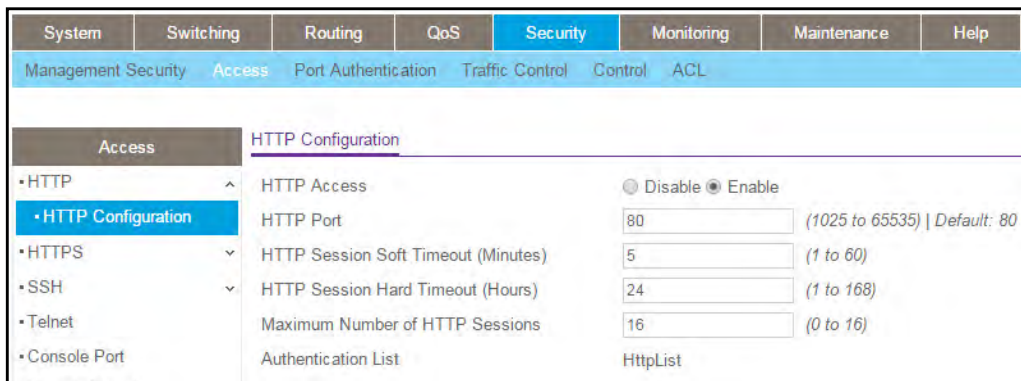 System Switching Routing QoS Security Monitoring Maintenance Help
Management Security Access Port Authentication Traffic Control Control ACL
Access
HTTP
HTTP Configuration
HTTPS
SSH
Telnet
Console Port
HTTP Configuration
HTTP Access Disable Enable
HTTP Port 80 (1025 to 65535) | Default: 80
HTTP Session Soft Timeout (Minutes) 5 (1 to 60)
HTTP Session Hard Timeout (Hours) 24 (1 to 168)
Maximum Number of HTTP Sessions 16 (0 to 16)
Authentication List HttpList